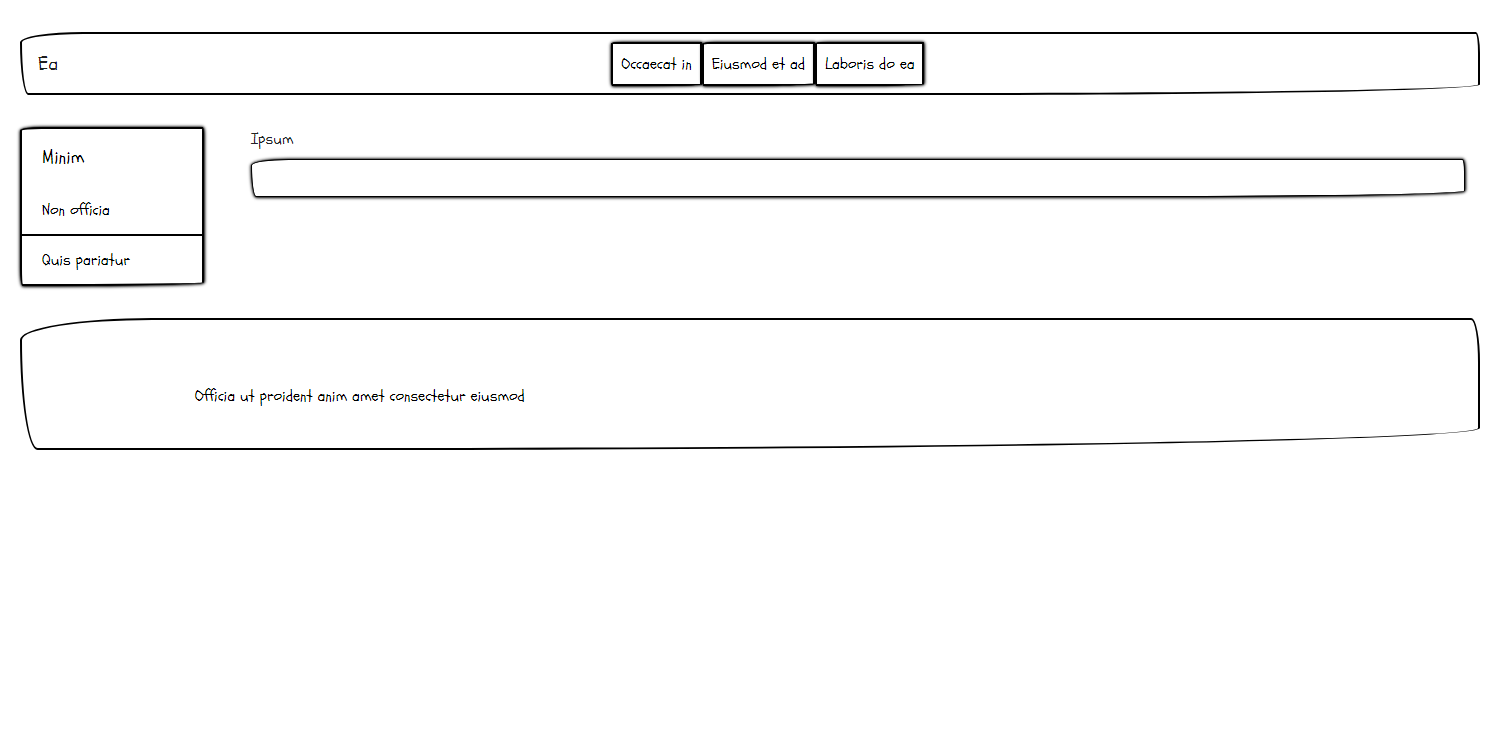 Ea
Occaecat in
Eiusmod et ad
Laboris do ea
Minim
Non officia
Quis pariatur
Ipsum
Officia ut proident anim amet consectetur eiusmod